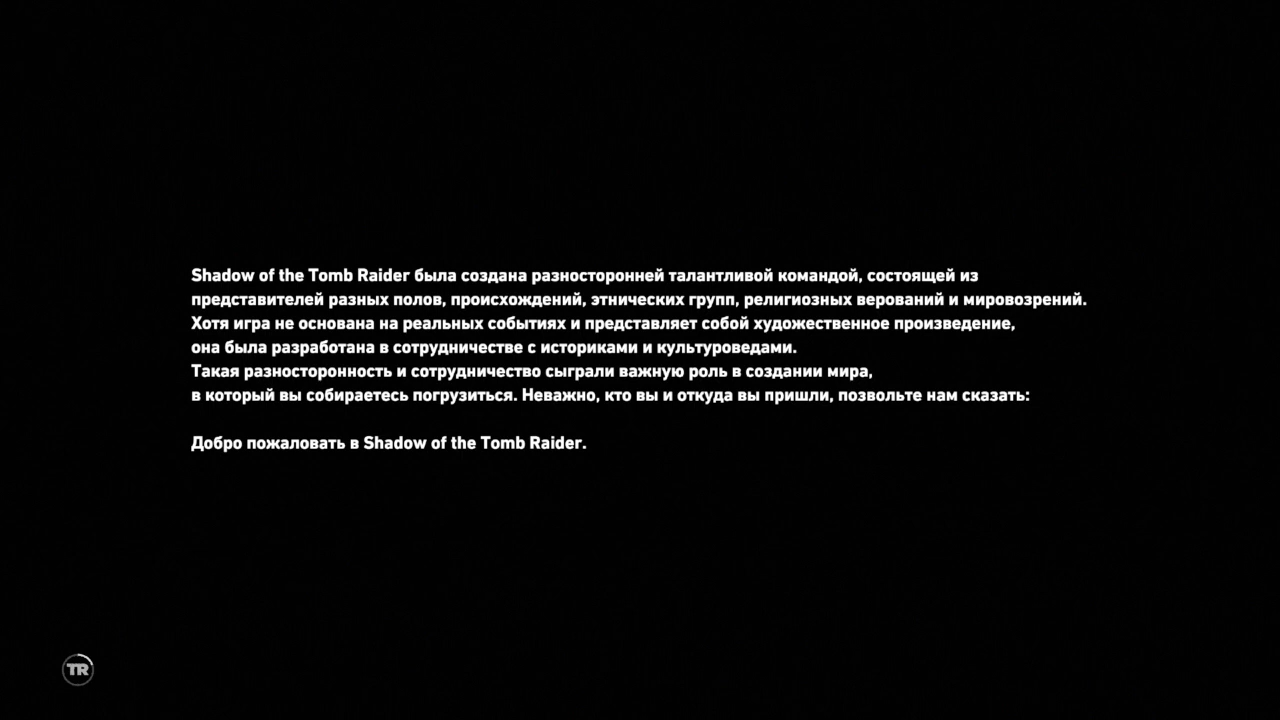 Shadow of the Tomb Raider была создана разносторонней талантливой командой, состоящей из
представителей разных полов, происхождений, этнических групп, религиозных верований и мировозрений.
Хотя игра не основана на реальных событиях и представляет собой художественное произведение,
она была разработана в сотрудничестве с историками и культуроведами.
Такая разносторонность и сотрудничество сыграли важную роль в создании мира,
в который вы собираетесь погрузиться. Неважно, кто вы и откуда вы пришли, позвольте нам сказать:
Добро пожаловать в Shadow of the Tomb Raider.
TR